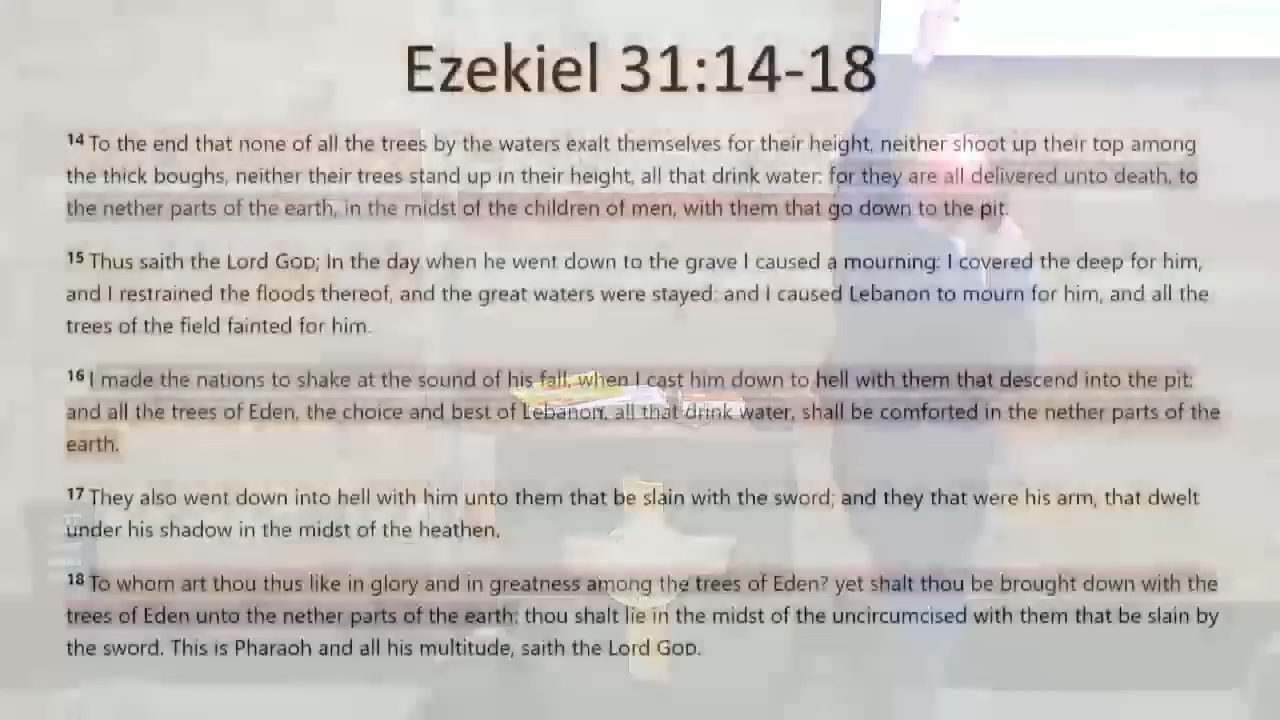 Ezekiel 31:14-18
14 To the end that none of all the trees by the waters exalt themselves for their height, neither shoot up their top among
the thick boughs, neither their trees stand up in their height, all that drink water: for they are all delivered unto death, to
the nether parts of the earth, in the midst of the children of men, with them that go down to the pit.
15 Thus saith the Lord GOD; In the day when he went down to the grave I caused a mourning: I covered the deep for him,
and I restrained the floods thereof, and the great waters were stayed: and I caused Lebanon to mourn for him, and all the
trees of the field fainted for him.
16 I made the nations to shake at the sound of his fall, when I cast him down to hell with them that descend into the pit:
and all the trees of Eden, the choice and best of Lebanon, all that drink water, shall be comforted in the nether parts of the
earth.
17 They also went down into hell with him unto them that be slain with the sword; and they that were his arm, that dwelt
under his shadow in the midst of the heathen.
18 To whom art thou thus like in glory and in greatness among the trees of Eden? yet shalt thou be brought down with the
trees of Eden unto the nether parts of the earth: thou shalt lie in the midst of the uncircumcised with them that be slain by
the sword. This is Pharaoh and all his multitude, saith the Lord GOD.